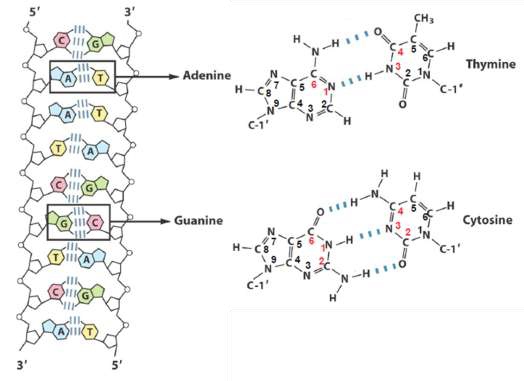 5' 3'
C G
A T
A T
T A
C G
G C
T A
C G
A T
3' 5'
Adenine
Guanine
H
N H
N 7 5 6 N 1
H C 8 C C
N 9 C 4 3 N C 2
C-1' H
CH3
O C 4 5 C 6 C H
H N 3 2 N 1
C C-1'
O
Thymine
O
N 7 5 C 6
H C 8 C N 1 H
N 9 C 4 3 N C 2
C-1' N H
H
H H
H N C 4 5 C 6 C H
N 3 2 N 1
C C-1'
O
Cytosine